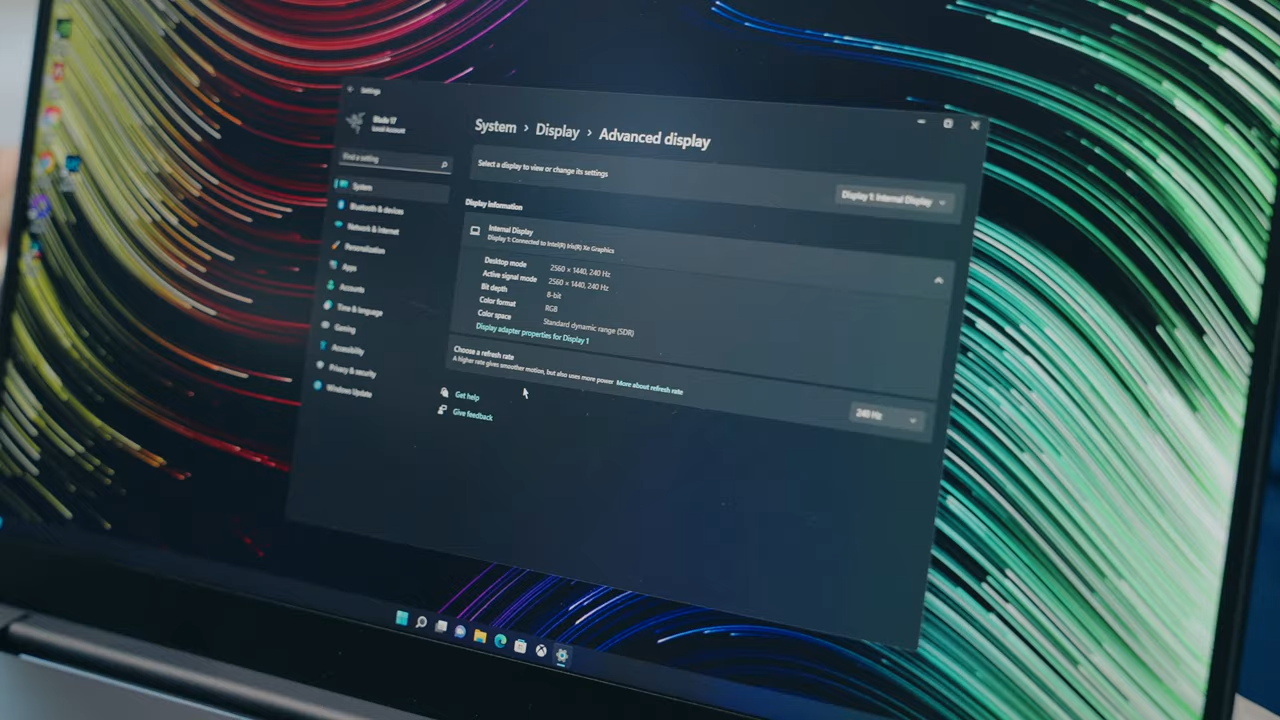 Settings
Blade 17
Local Account
Find a setting
System
Bluetooth & devices
Network & internet
Personalization
Apps
Accounts
Time & language
Gaming
Accessibility
Privacy & security
Windows Update
System > Display > Advanced display
Select a display to view or change its settings
Display 1: Internal Display
Display information
Internal Display
Display 1: Connected to Intel(R) Iris(R) Xe Graphics
Desktop mode 2560 × 1440, 240 Hz
Active signal mode 2560 × 1440, 240 Hz
Bit depth 8-bit
Color format RGB
Color space Standard dynamic range (SDR)
Display adapter properties for Display 1
Choose a refresh rate
A higher rate gives smoother motion, but also uses more power More about refresh rate
240 Hz
Get help
Give feedback